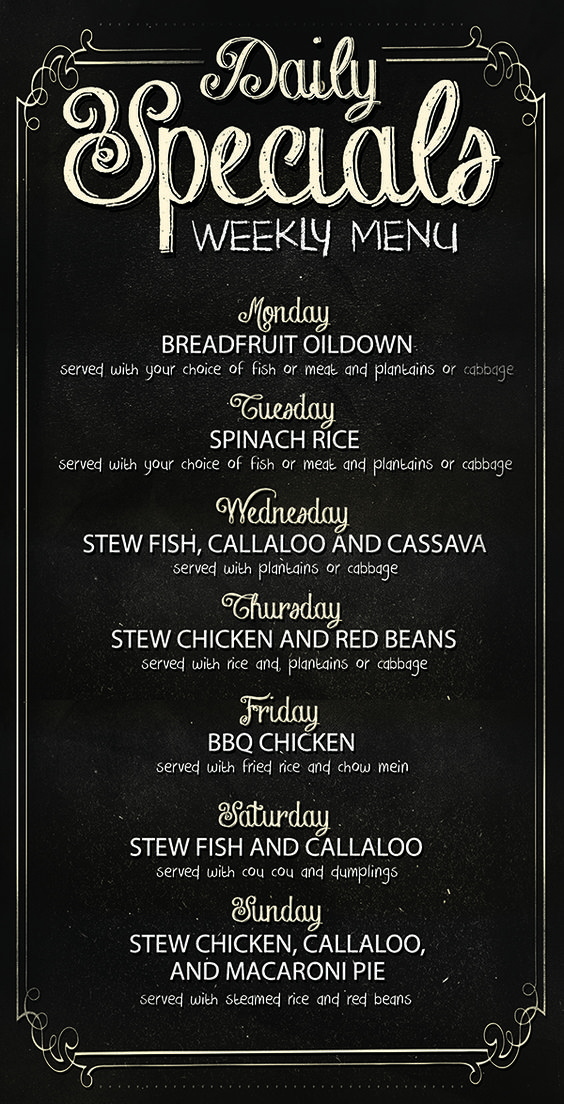 Daily
Specials
WEEKLY MENU
Monday
BREADFRUIT OILDOWN
served with your choice of fish or meat and plantains or cabbage
Tuesday
SPINACH RICE
served with your choice of fish or meat and plantains or cabbage
Wednesday
STEW FISH, CALLALOO AND CASSAVA
served with plantains or cabbage
Thursday
STEW CHICKEN AND RED BEANS
served with rice and, plantains or cabbage
Friday
BBQ CHICKEN
served with fried rice and chow mein
Saturday
STEW FISH AND CALLALOO
served with cou cou and dumplings
Sunday
STEW CHICKEN, CALLALOO,
AND MACARONI PIE
served with steamed rice and red beans